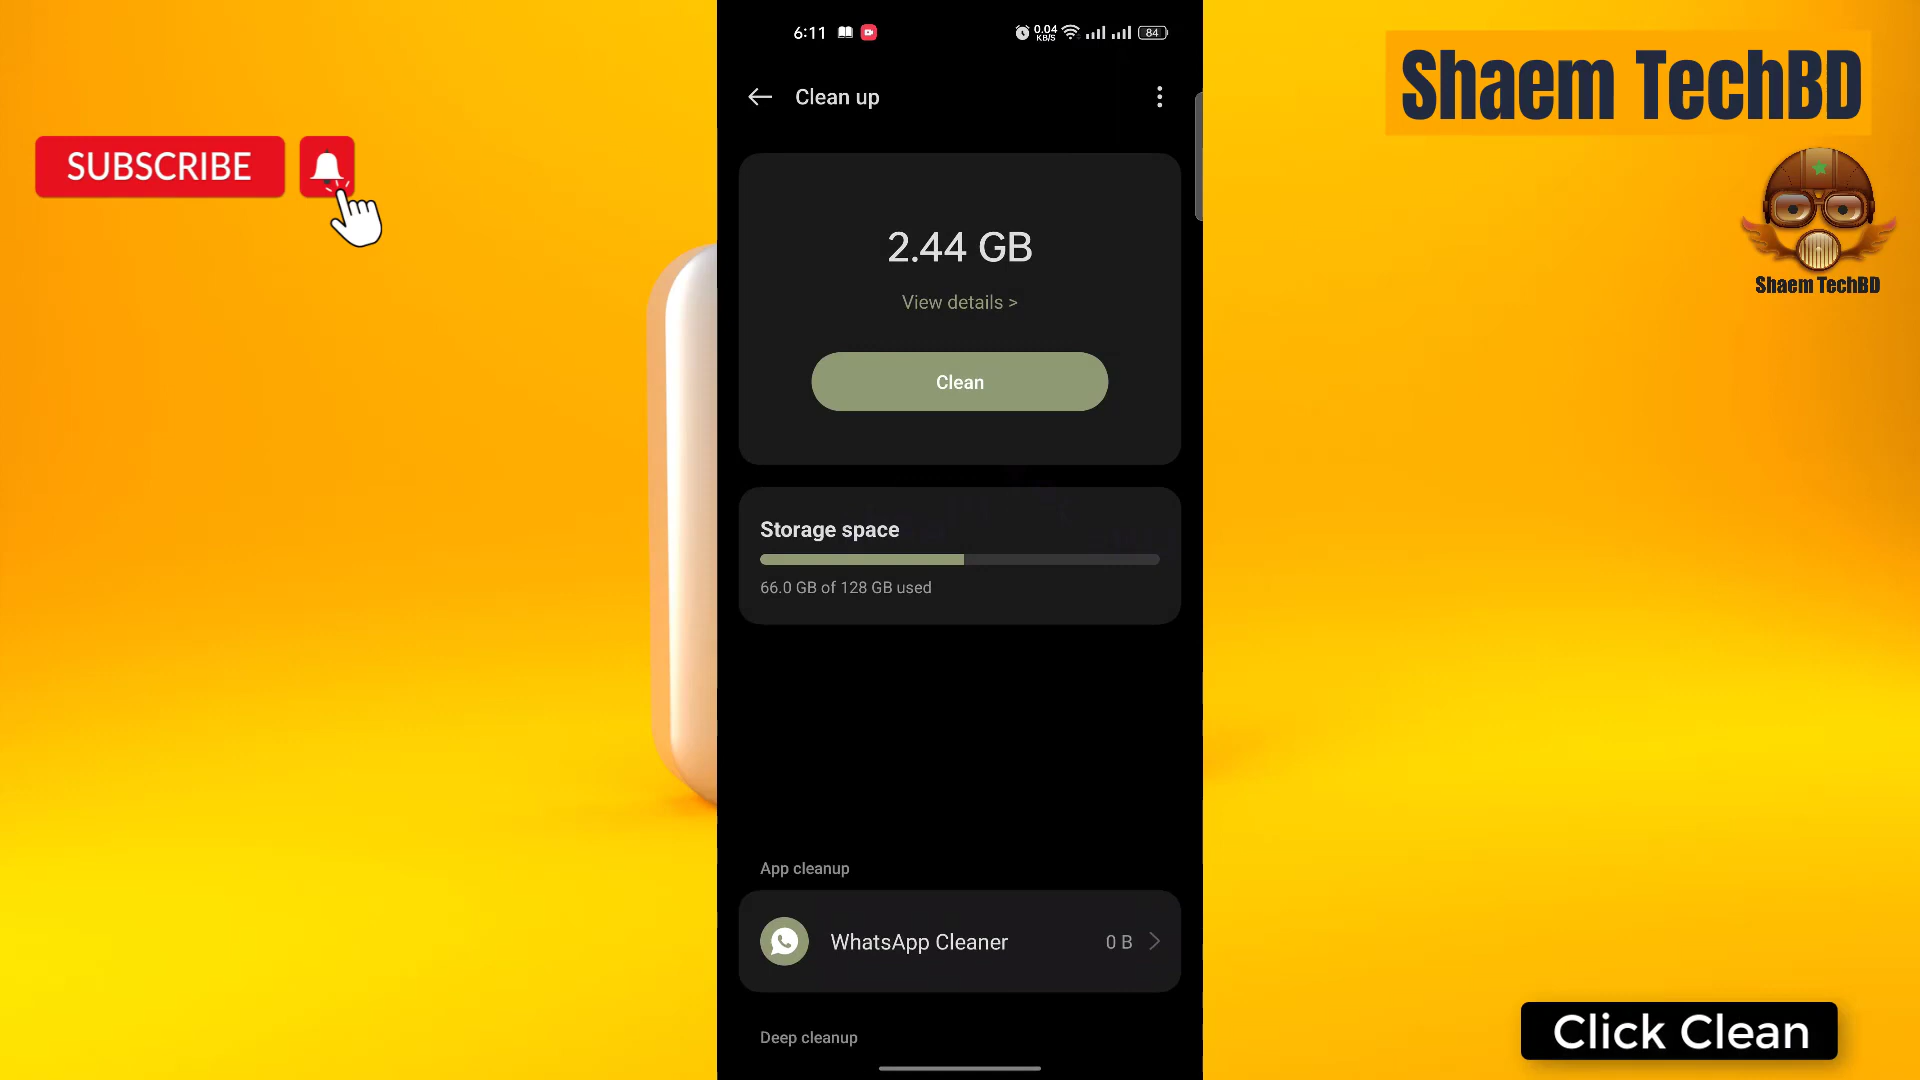 6:11
0.04
KB/S
84
Shaem TechBD
Clean up
SUBSCRIBE
2.44 GB
Shaem TechBD
View details >
Clean
Storage space
66.0 GB of 128 GB used
App cleanup
WhatsApp Cleaner
0 B
Deep cleanup
Click Clean